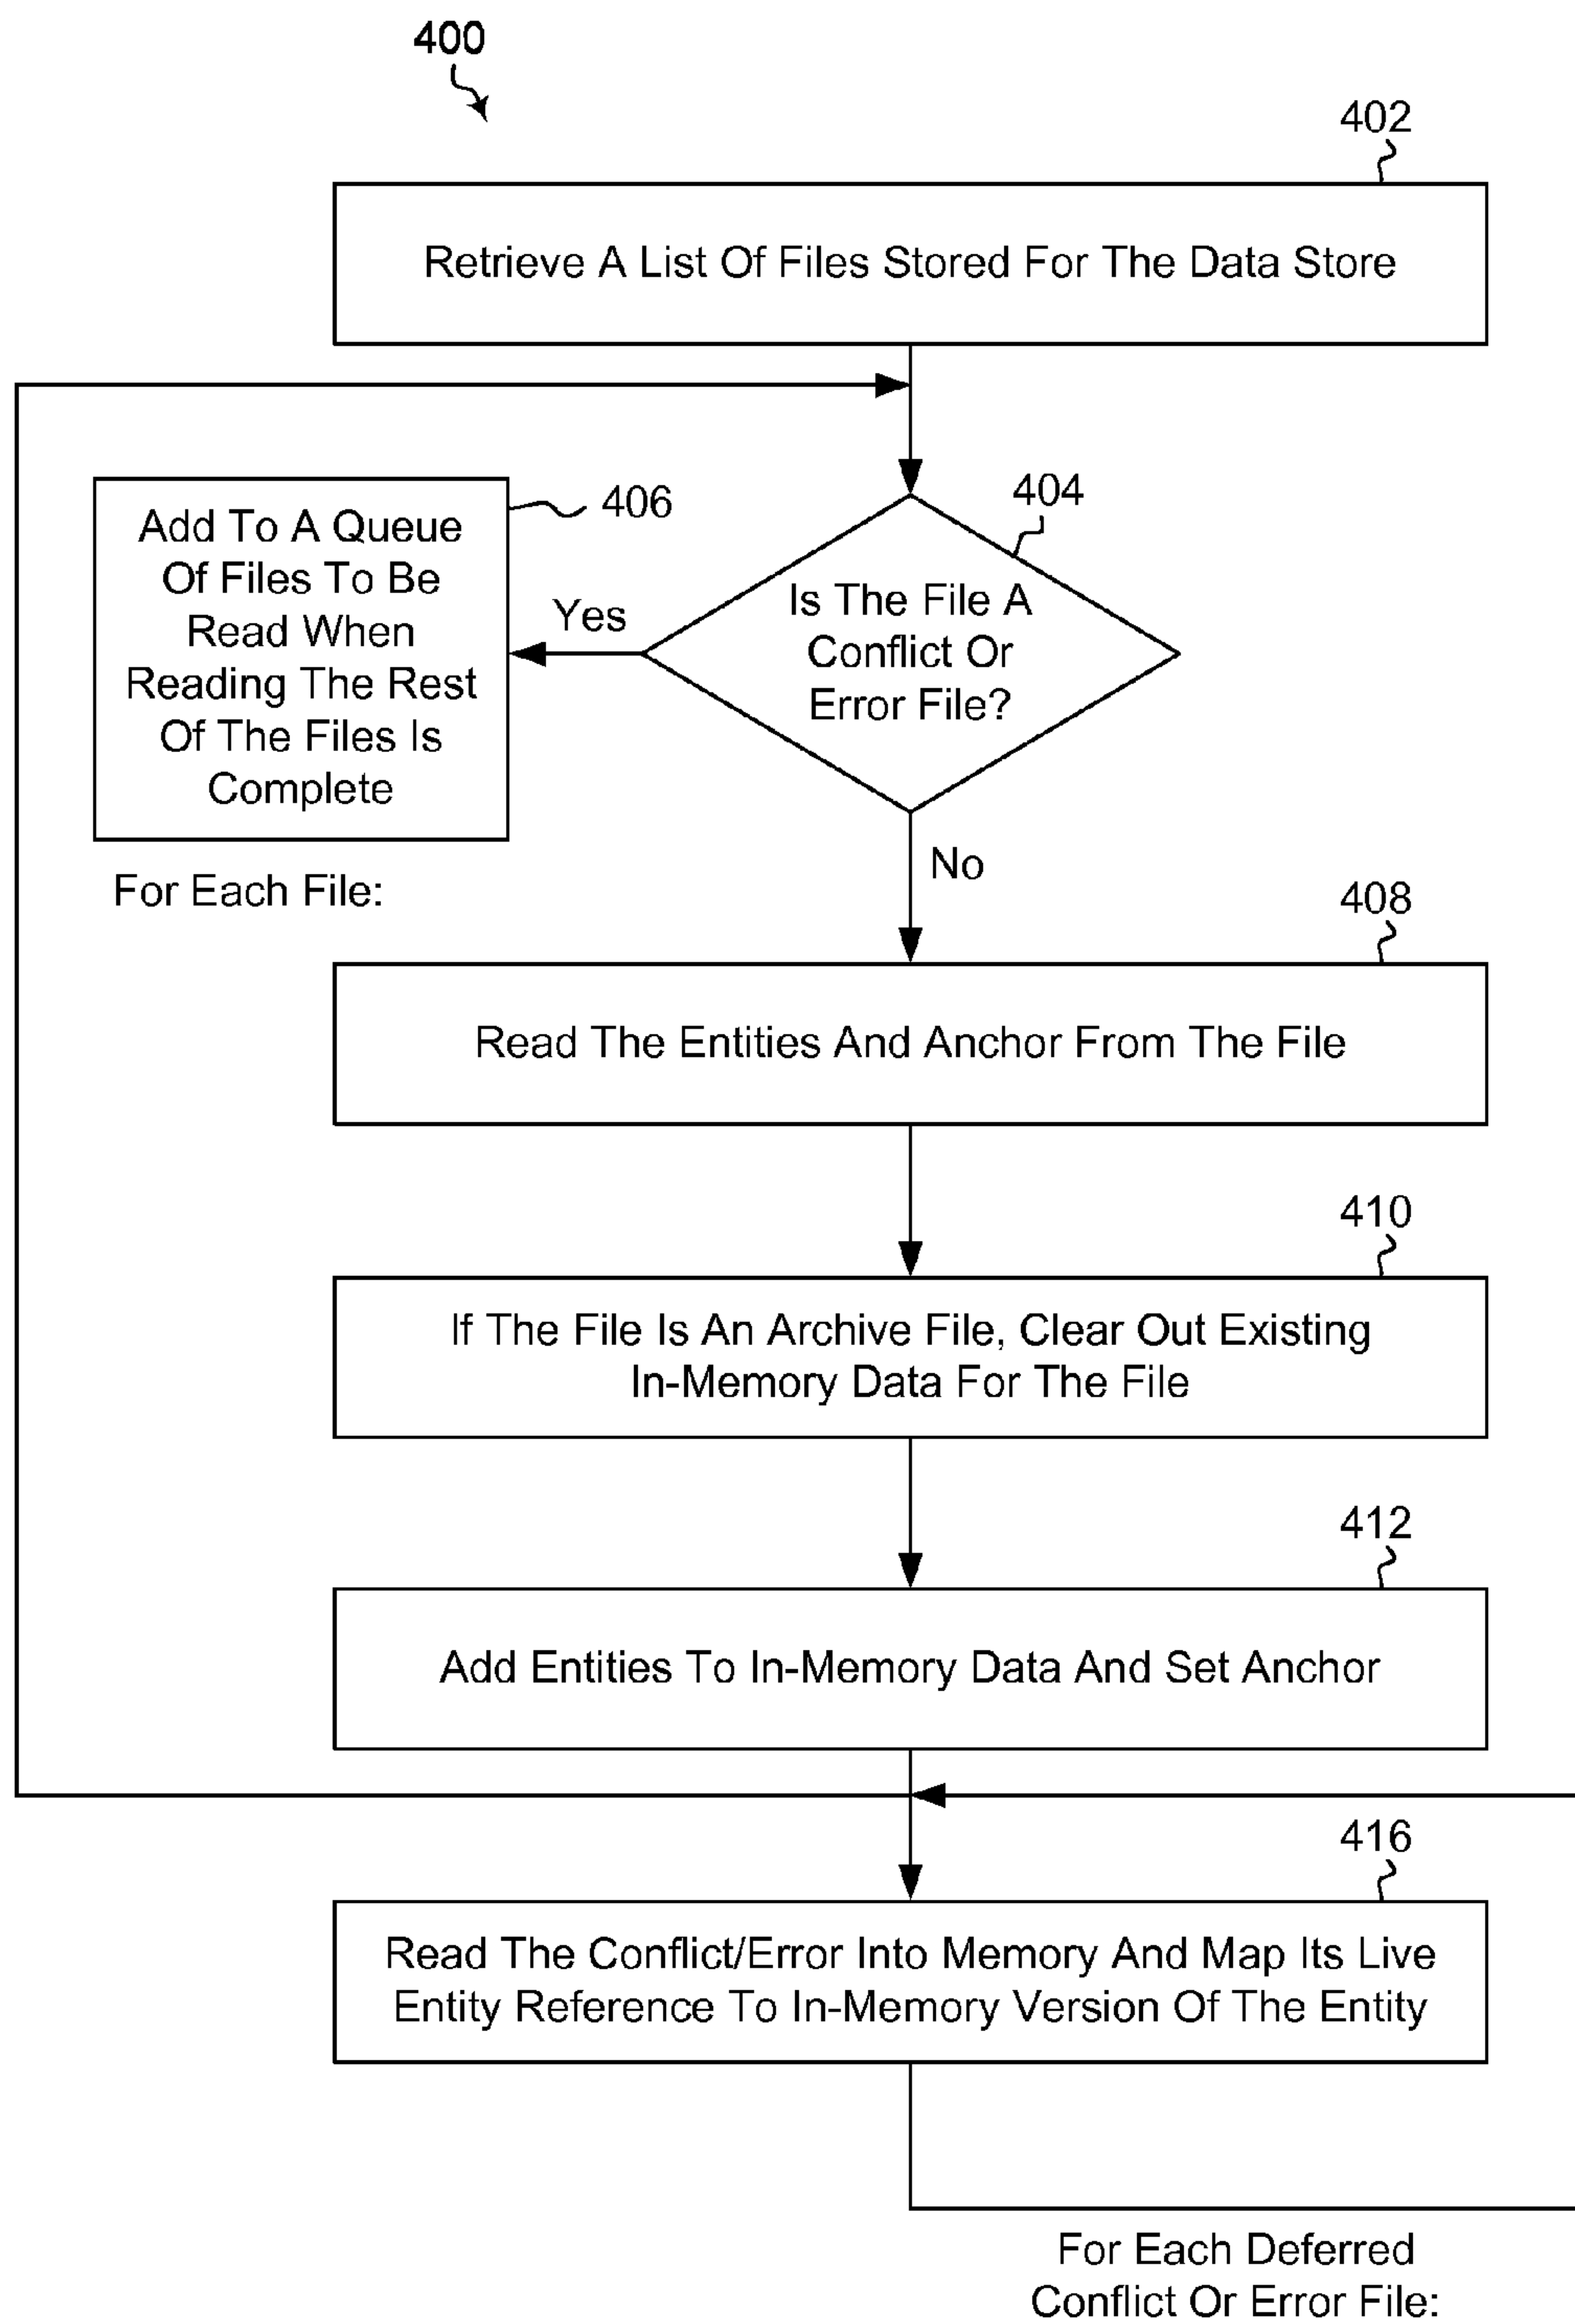 400
402
Retrieve A List Of Files Stored For The Data Store
406
Add To A Queue
Of Files To Be
Read When
Reading The Rest
Of The Files Is
Complete
Yes
404
Is The File A
Conflict Or
Error File?
No
For Each File:
408
Read The Entities And Anchor From The File
410
If The File Is An Archive File, Clear Out Existing
In-Memory Data For The File
412
Add Entities To In-Memory Data And Set Anchor
416
Read The Conflict/Error Into Memory And Map Its Live
Entity Reference To In-Memory Version Of The Entity
For Each Deferred
Conflict Or Error File: